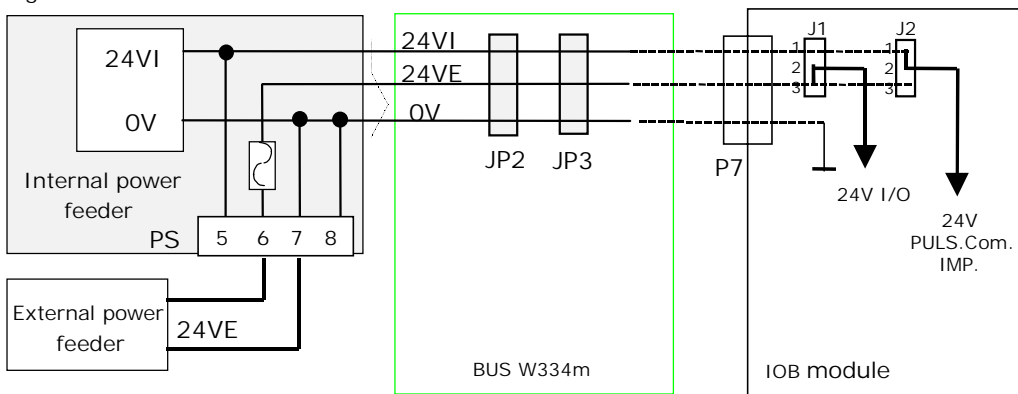 24VI
0V
Internal power
feeder
PS
5 6 7 8
External power
feeder
24VE
24VI
24VE
0V
JP2
JP3
BUS W334m
P7
J1
1
2
3
J2
1
2
3
24V I/O
24V
PULS.Com.
IMP.
IOB module